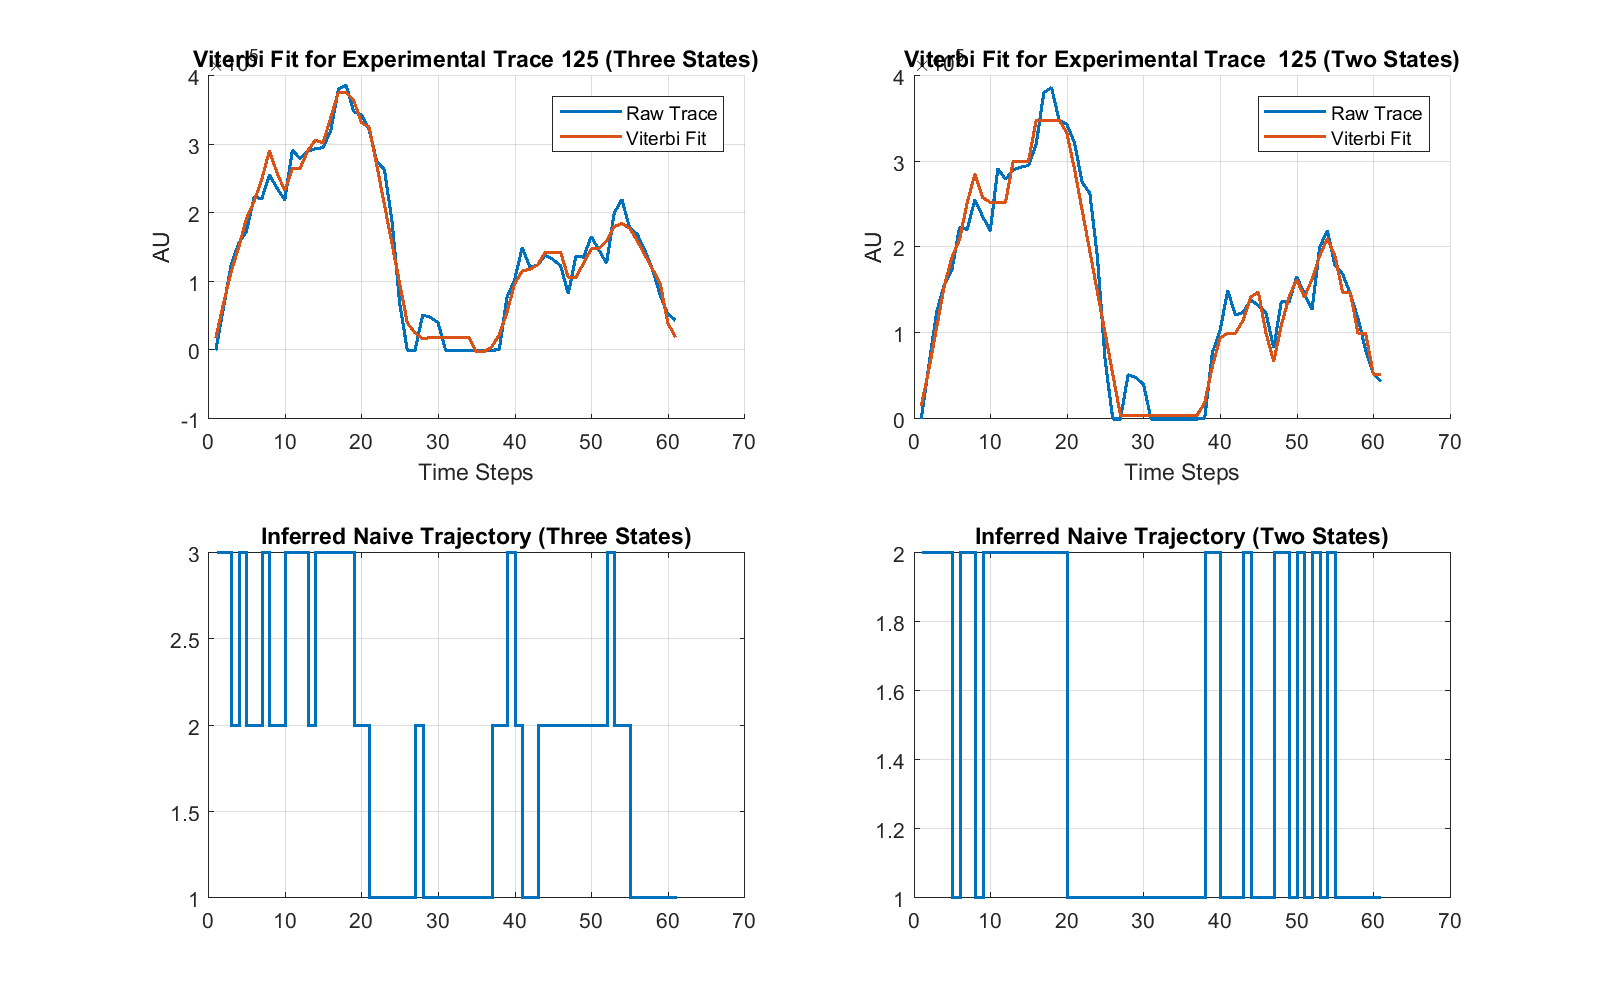 Viterbi Fit for Experimental Trace 125 (Three States)
×10^5
4
3
2
1
0
-1
AU
Raw Trace
Viterbi Fit
0 10 20 30 40 50 60 70
Time Steps
Viterbi Fit for Experimental Trace  125 (Two States)
×10^5
4
3
2
1
0
AU
Raw Trace
Viterbi Fit
0 10 20 30 40 50 60 70
Time Steps
Inferred Naive Trajectory (Three States)
3
2.5
2
1.5
1
0 10 20 30 40 50 60 70
Inferred Naive Trajectory (Two States)
2
1.8
1.6
1.4
1.2
1
0 10 20 30 40 50 60 70